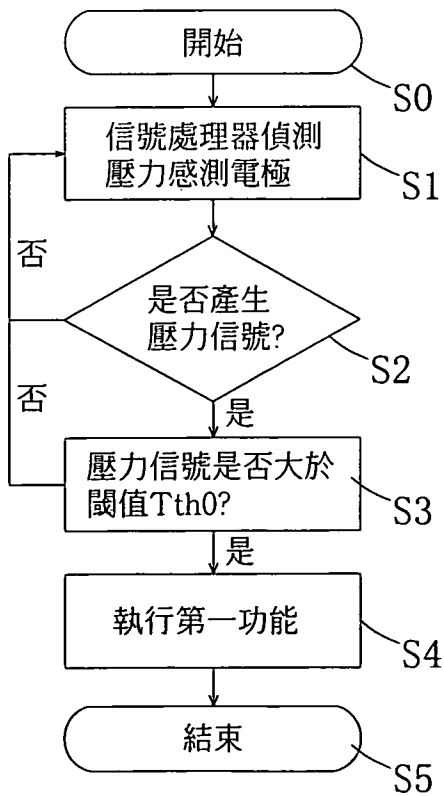 開始
S0
信號處理器偵測
壓力感測電極
S1
否
是否產生
壓力信號?
S2
否
是
壓力信號是否大於
閾值Tth0?
S3
是
執行第一功能
S4
結束
S5